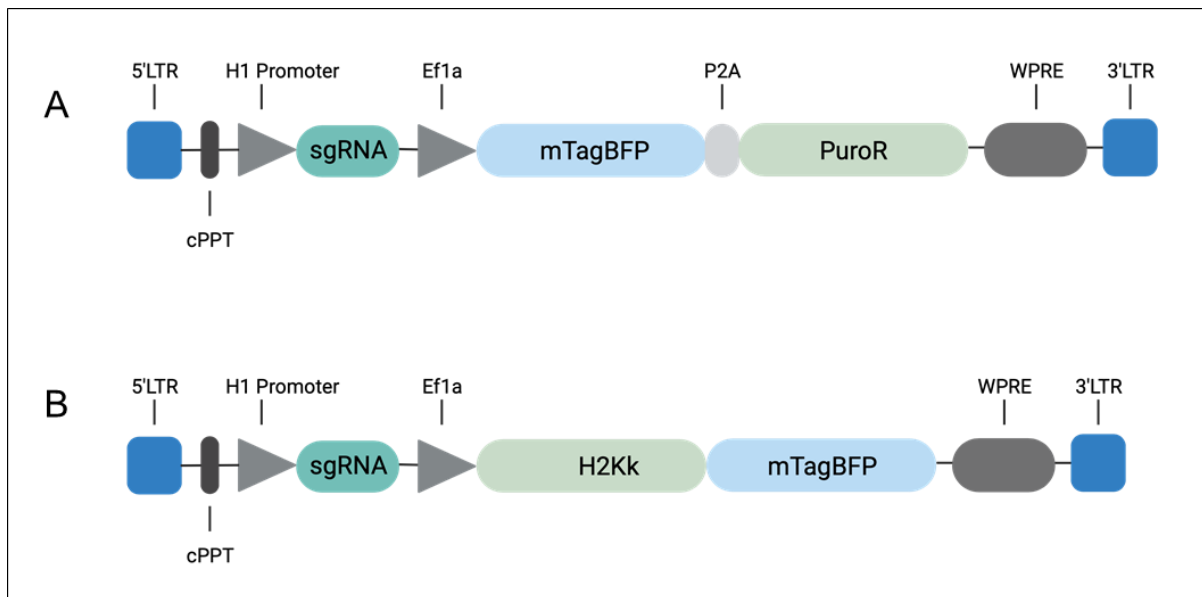 A
5'LTR H1 Promoter Ef1a P2A WPRE 3'LTR
sgRNA mTagBFP PuroR
cPPT
B
5'LTR H1 Promoter Ef1a WPRE 3'LTR
sgRNA H2Kk mTagBFP
cPPT